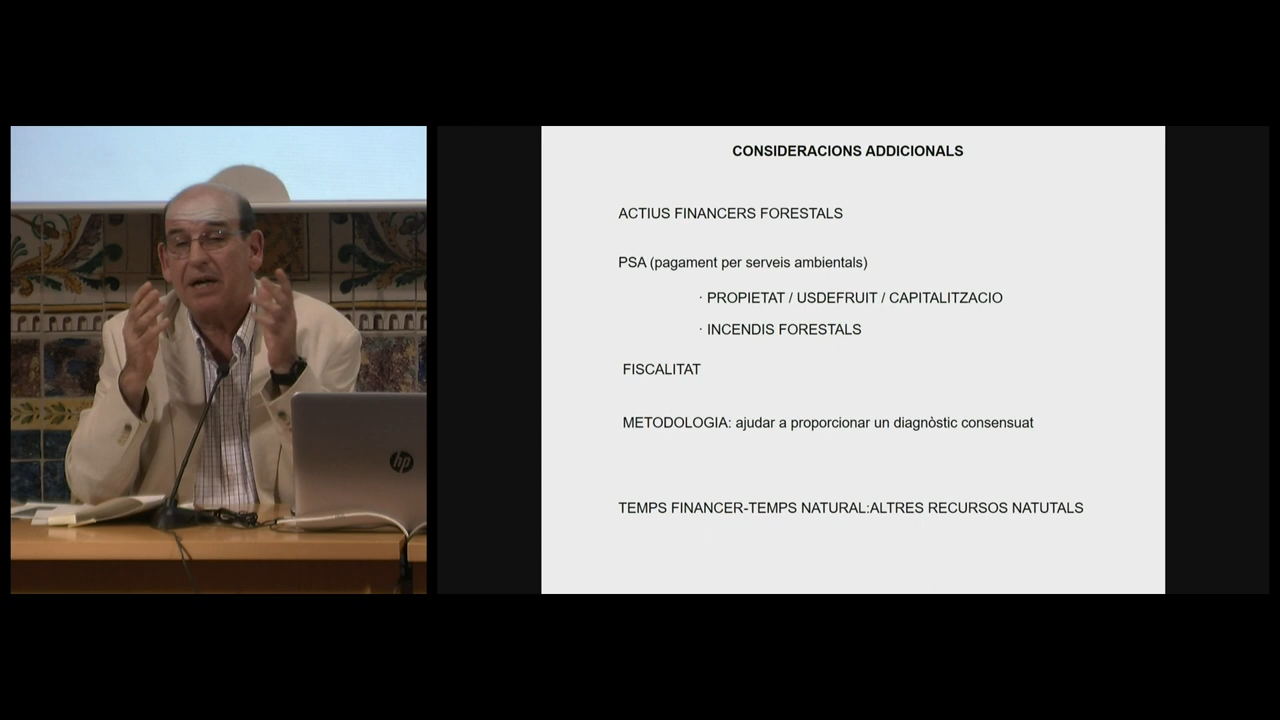 CONSIDERACIONS ADDICIONALS
ACTIUS FINANCERS FORESTALS
PSA (pagament per serveis ambientals)
· PROPIETAT / USDEFRUIT / CAPITALITZACIO
· INCENDIS FORESTALS
FISCALITAT
METODOLOGIA: ajudar a proporcionar un diagnòstic consensuat
TEMPS FINANCER-TEMPS NATURAL:ALTRES RECURSOS NATUTALS
hp